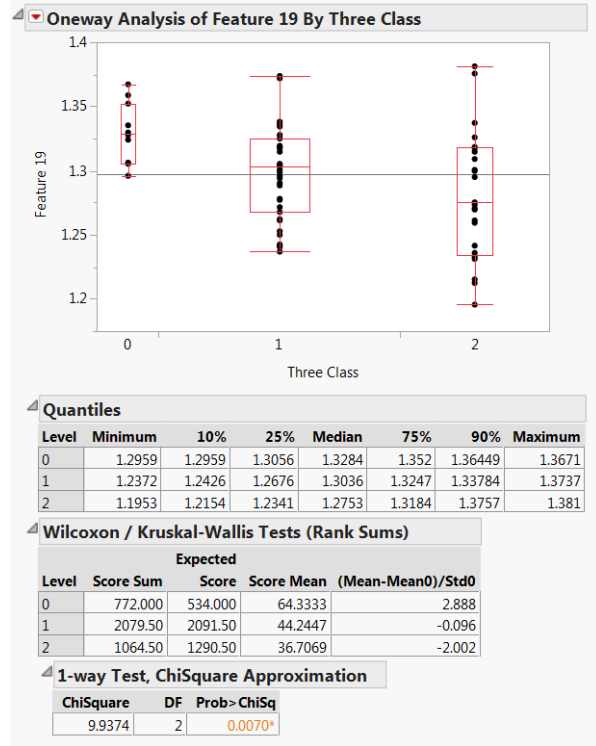 Oneway Analysis of Feature 19 By Three Class
1.4
1.35
1.3
1.25
1.2
Feature 19
0 1 2
Three Class
Quantiles
Level Minimum 10% 25% Median 75% 90% Maximum
0 1.2959 1.2959 1.3056 1.3284 1.352 1.36449 1.3671
1 1.2372 1.2426 1.2676 1.3036 1.3247 1.33784 1.3737
2 1.1953 1.2154 1.2341 1.2753 1.3184 1.3757 1.381
Wilcoxon / Kruskal-Wallis Tests (Rank Sums)
Expected
Level Score Sum Score Score Mean (Mean-Mean0)/Std0
0 772.000 534.000 64.3333 2.888
1 2079.50 2091.50 44.2447 -0.096
2 1064.50 1290.50 36.7069 -2.002
1-way Test, ChiSquare Approximation
ChiSquare DF Prob>ChiSq
9.9374 2 0.0070*